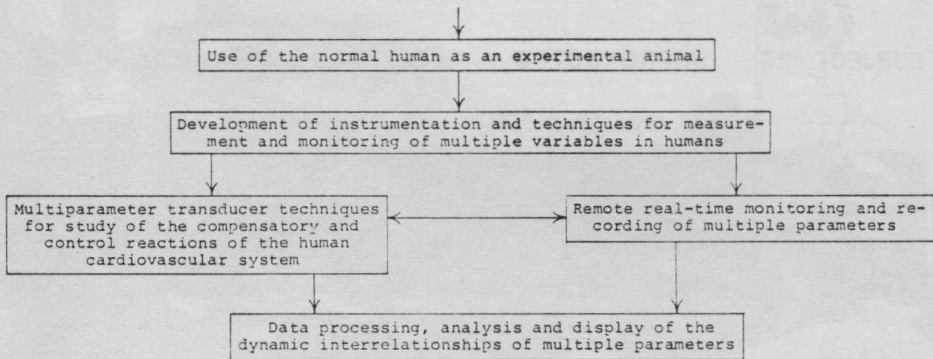 Use of the normal human as an experimental animal
Development of instrumentation and techniques for measure-
ment and monitoring of multiple variables in humans
Multiparameter transducer techniques
for study of the compensatory and
control reactions of the human
cardiovascular system
Remote real-time monitoring and re-
cording of multiple parameters
Data processing, analysis and display of the
dynamic interrelationships of multiple parameters